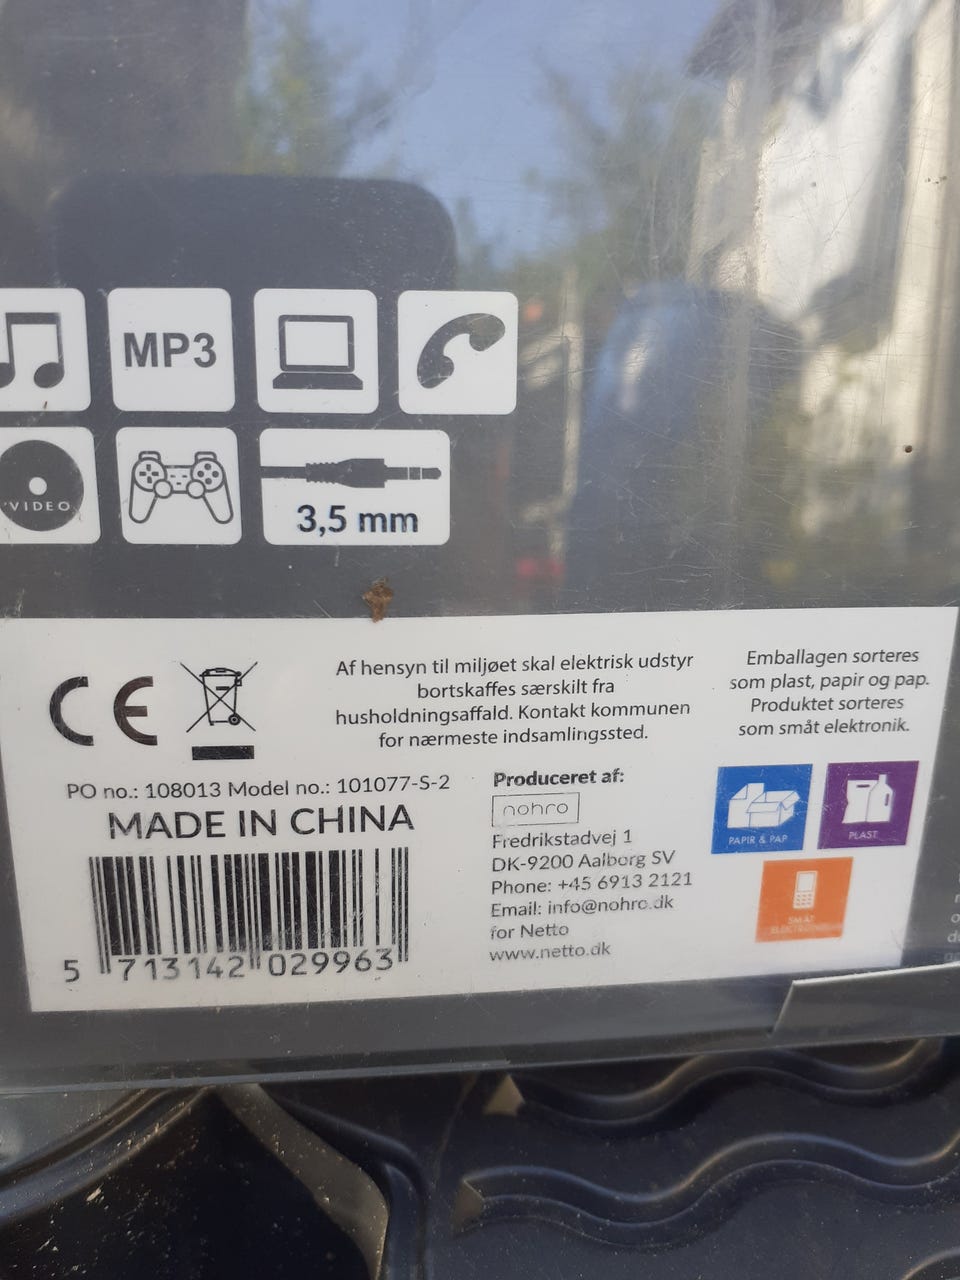 MP3
VIDEO
3,5 mm
Af hensyn til miljøet skal elektrisk udstyr
bortskaffes særskilt fra
husholdningsaffald. Kontakt kommunen
for nærmeste indsamlingssted.
Emballagen sorteres
som plast, papir og pap.
Produktet sorteres
som småt elektronik.
CE
PO no.: 108013 Model no.: 101077-S-2
MADE IN CHINA
5 713142 029963
Produceret af:
nohro
Fredrikstadvej 1
DK-9200 Aalborg SV
Phone: +45 6913 2121
Email: info@nohro.dk
for Netto
www.netto.dk
PAPIR & PAP
PLAST
SMÅT